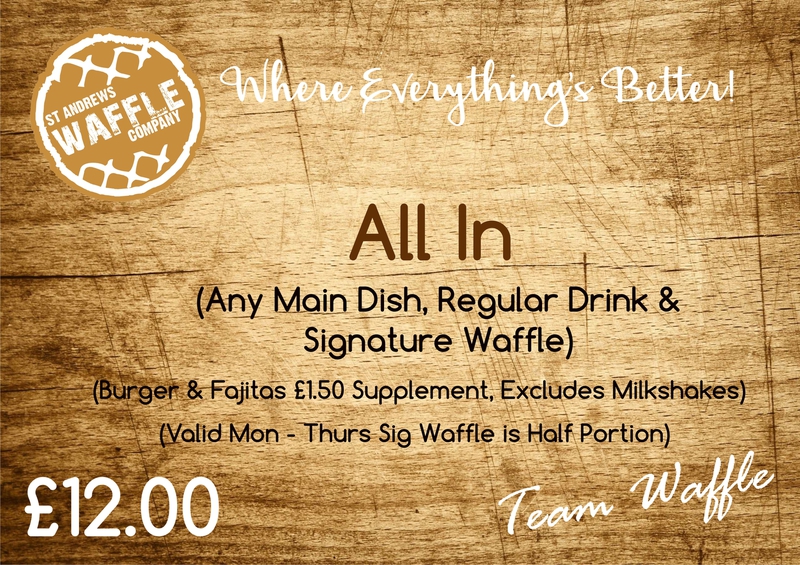 ST ANDREWS
WAFFLE
COMPANY
Where Everything's Better!
All In
(Any Main Dish, Regular Drink &
Signature Waffle)
(Burger & Fajitas £1.50 Supplement, Excludes Milkshakes)
(Valid Mon - Thurs Sig Waffle is Half Portion)
£12.00
Team Waffle